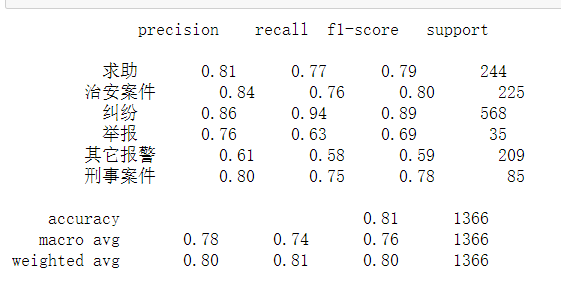 precision recall f1-score support
求助 0.81 0.77 0.79 244
治安案件 0.84 0.76 0.80 225
纠纷 0.86 0.94 0.89 568
举报 0.76 0.63 0.69 35
其它报警 0.61 0.58 0.59 209
刑事案件 0.80 0.75 0.78 85
accuracy 0.81 1366
macro avg 0.78 0.74 0.76 1366
weighted avg 0.80 0.81 0.80 1366